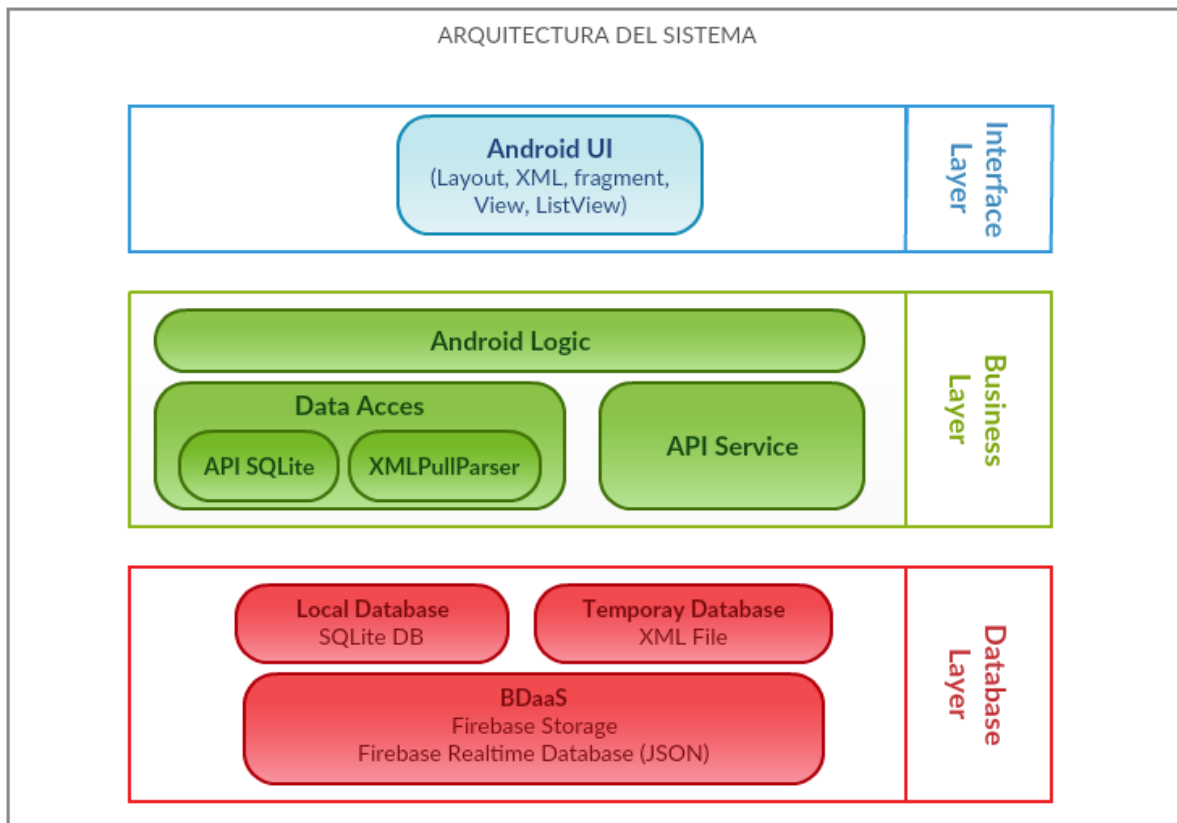 ARQUITECTURA DEL SISTEMA
Android UI
(Layout, XML, fragment,
View, ListView)
Interface
Layer
Android Logic
Data Acces
API SQLite
XMLPullParser
API Service
Business
Layer
Local Database
SQLite DB
Temporay Database
XML File
BDaaS
Firebase Storage
Firebase Realtime Database (JSON)
Database
Layer